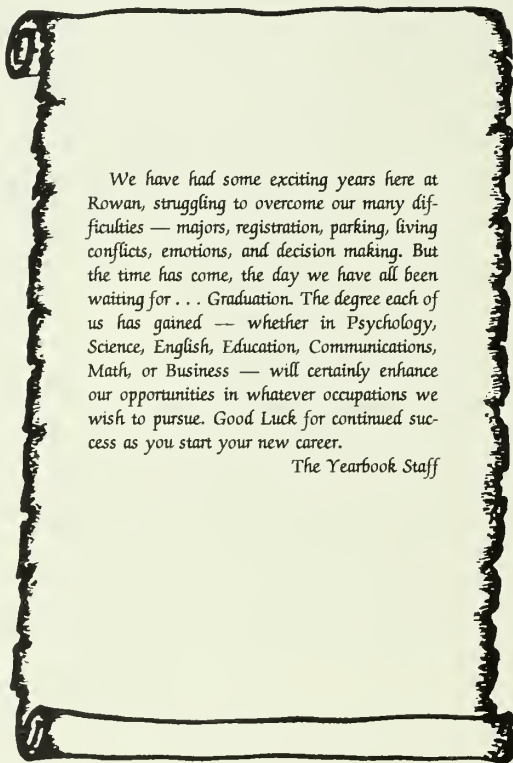 We have had some exciting years here at
Rowan, struggling to overcome our many dif-
ficulties — majors, registration, parking, living
conflicts, emotions, and decision making. But
the time has come, the day we have all been
waiting for . . . Graduation. The degree each of
us has gained — whether in Psychology,
Science, English, Education, Communications,
Math, or Business — will certainly enhance
our opportunities in whatever occupations we
wish to pursue. Good Luck for continued suc-
cess as you start your new career.
The Yearbook Staff